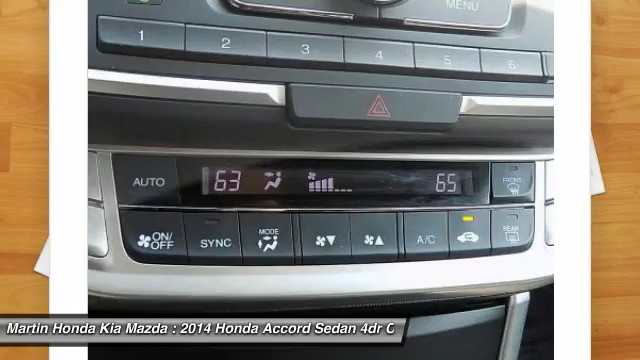 MENU
1 2 3 4 5 6
AUTO 63 65 FRONT
ON/OFF SYNC MODE A/C REAR
Martin Honda Kia Mazda : 2014 Honda Accord Sedan 4dr C